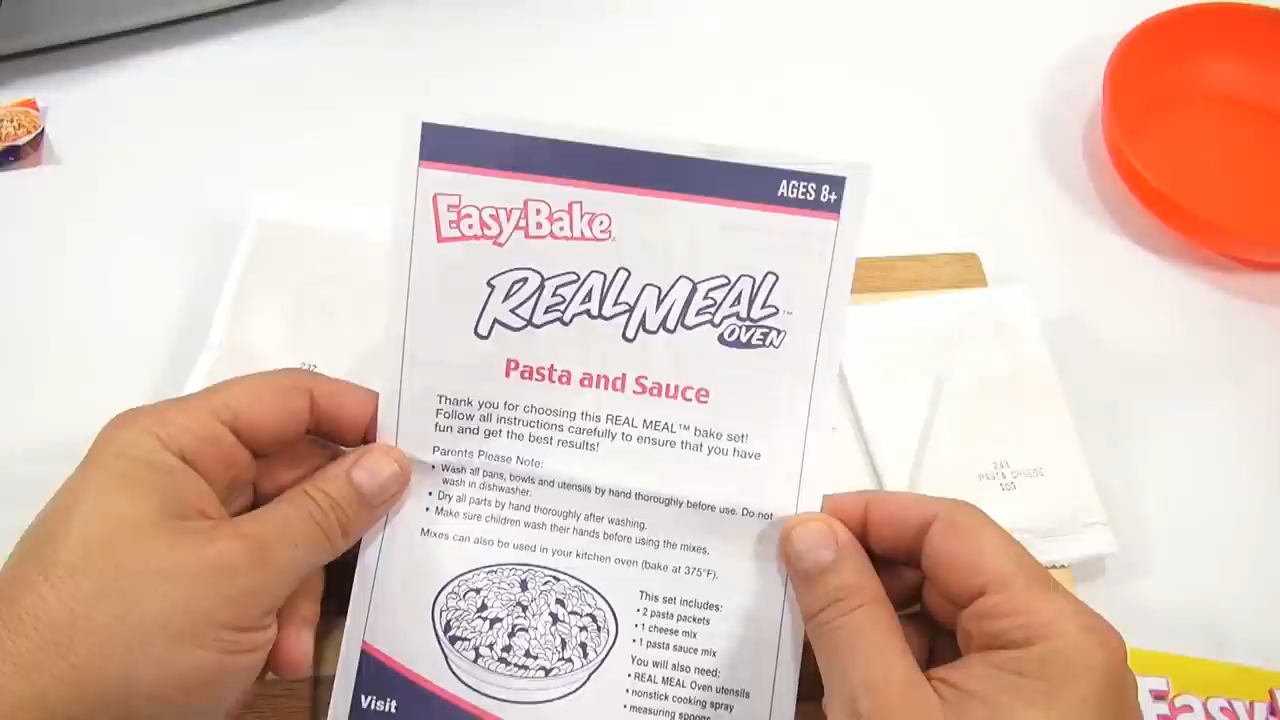 AGES 8+
Easy-Bake
REAL MEAL™
OVEN
Pasta and Sauce
Thank you for choosing this REAL MEAL™ bake set!
Follow all instructions carefully to ensure that you have
fun and get the best results!
Parents Please Note:
• Wash all pans, bowls and utensils by hand thoroughly before use. Do not
wash in dishwasher.
• Dry all parts by hand thoroughly after washing.
• Make sure children wash their hands before using the mixes.
Mixes can also be used in your kitchen oven (bake at 375°F).
This set includes:
• 2 pasta packets
• 1 cheese mix
• 1 pasta sauce mix
You will also need:
• REAL MEAL Oven utensils
• nonstick cooking spray
• measuring spoons
Visit
PASTA CHEESE
Easy-